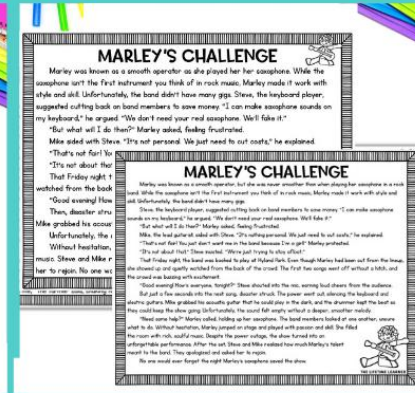 MARLEY'S CHALLENGE
Marley was known as a smooth operator as she played her saxophone. While the
saxophone isn't the first instrument you think of in rock music, Marley made it work with
style and skill. Unfortunately, the band didn't have many gigs. Steve, the keyboard player,
suggested cutting back on band members to save money. "I can make saxophone sounds on
my keyboard," he argued. "We don't need your real saxophone. We'll fake it."
"But what will I do then?" Marley asked, feeling frustrated.
Mike sided with Steve. "It's not personal. We just need to cut costs," he explained.
"That's not fair! You
"It's not about that
That Friday night
watched from the back
"Good evening! How
Then, disaster
Mike grabbed his
Unfortunately, the
Without hesitation,
music. Steve and Mike
her to rejoin. No one
MARLEY'S CHALLENGE
Marley was known as a smooth operator, but she was never smoother than when playing her saxophone in a rock
band. While the saxophone isn't the first instrument you think of in rock music, Marley made it work with style and
skill. Unfortunately, the band didn't have many gigs.
Steve, the keyboard player, suggested cutting back on band members to save money. "I can make saxophone
sounds on my keyboard," he argued. "We don't need your real saxophone. We'll fake it."
"But what will I do then?" Marley asked, feeling frustrated.
Mike, the lead guitarist sided with Steve. "It's nothing personal. We just need to cut costs," he explained.
"That's not fair! You just don't want me in the band because I'm a girl!" Marley protested.
"It's not about that!" Steve insisted. "We're just trying to stay afloat."
That Friday night, the band was booked to play at Hyland Park. Even though Marley had been cut from the lineup,
she showed up and quietly watched from the back of the crowd. The first few songs went off without a hitch, and
the crowd was buzzing with excitement.
"Good evening! How's everyone, tonight?" Steve shouted into the mic, earning loud cheers from the audience.
But just a few seconds into the next song, disaster struck. The power went out, silencing the keyboard and
electric guitars. Mike grabbed his acoustic guitar that he could play in the dark, and the drummer kept the beat as
they could keep the show going. Unfortunately, the sound felt empty without a deeper, smoother melody.
"Need some help?" Marley called, holding up her saxophone. The band members looked at one another, unsure
what to do. Without hesitation, Marley jumped on stage and played with passion and skill. She filled
the room with rich, soulful music. Despite the power outage, the show turned into an
unforgettable performance. After the set, Steve and Mike realized how much Marley's talent
meant to the band. They apologized and asked her to rejoin.
No one would ever forget the night Marley's saxophone saved the show.
THE LIFETIME LEARNER